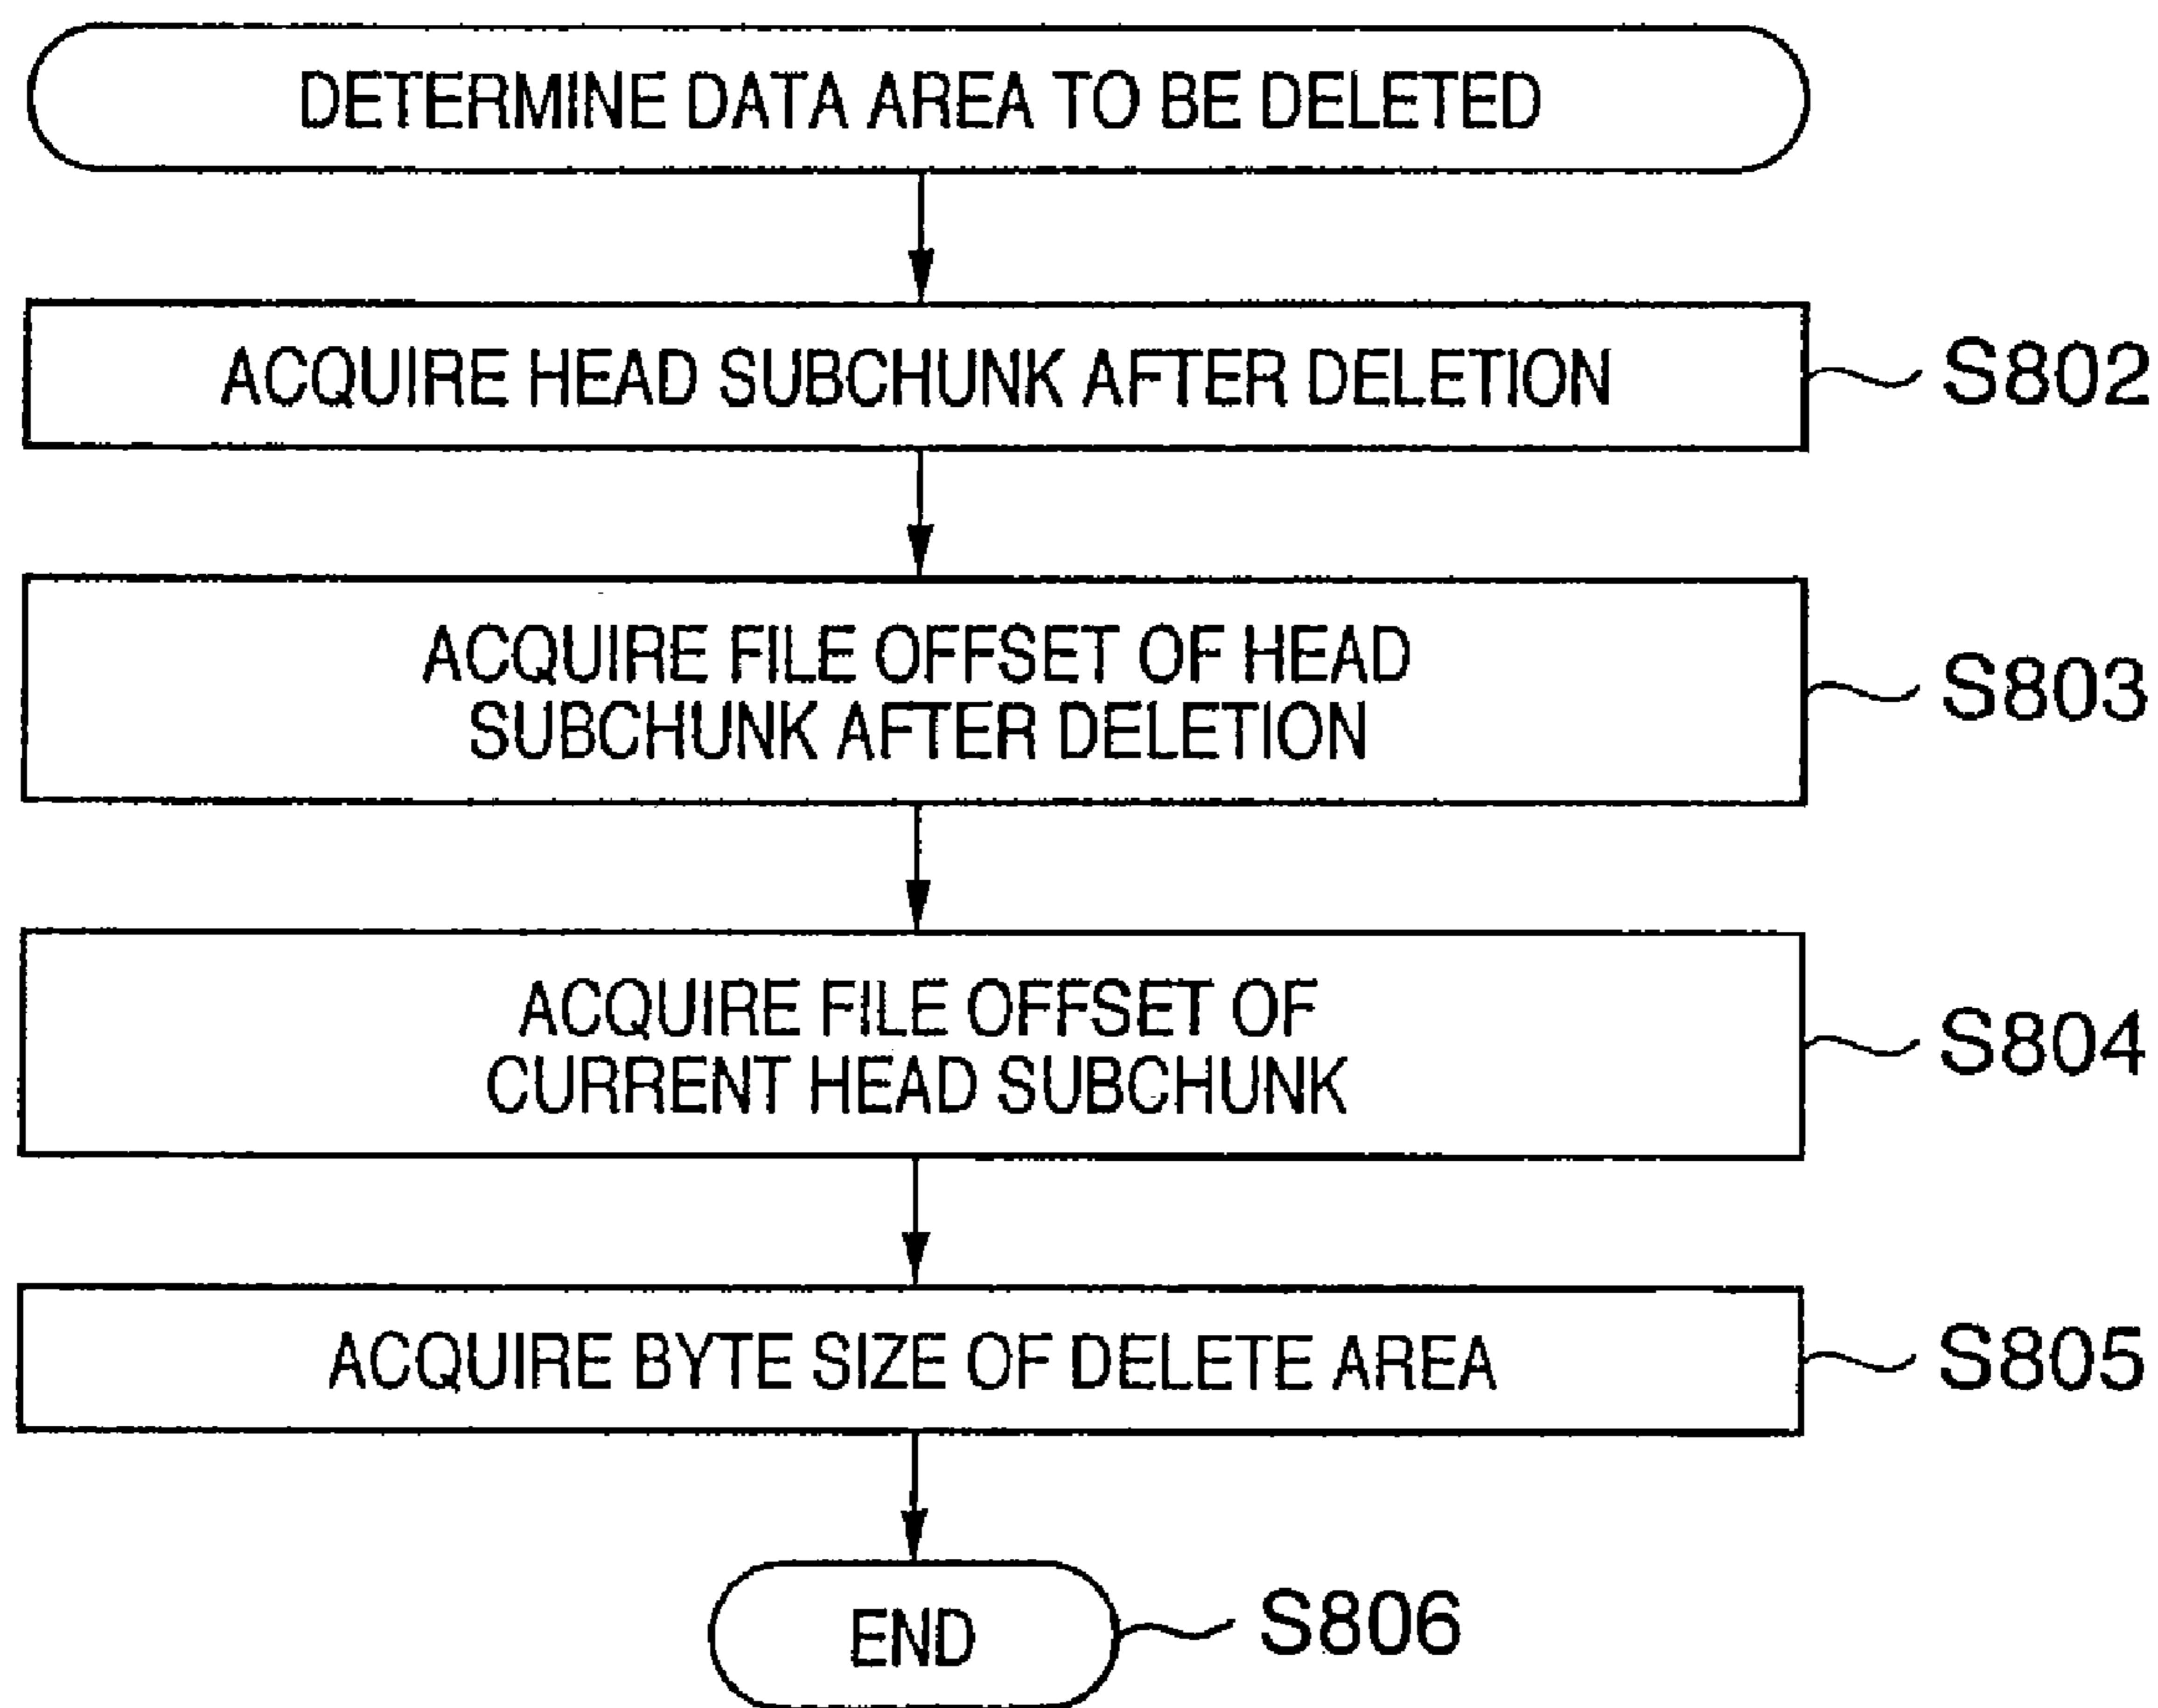 DETERMINE DATA AREA TO BE DELETED
ACQUIRE HEAD SUBCHUNK AFTER DELETION
S802
ACQUIRE FILE OFFSET OF HEAD
SUBCHUNK AFTER DELETION
S803
ACQUIRE FILE OFFSET OF
CURRENT HEAD SUBCHUNK
S804
ACQUIRE BYTE SIZE OF DELETE AREA
S805
END
S806